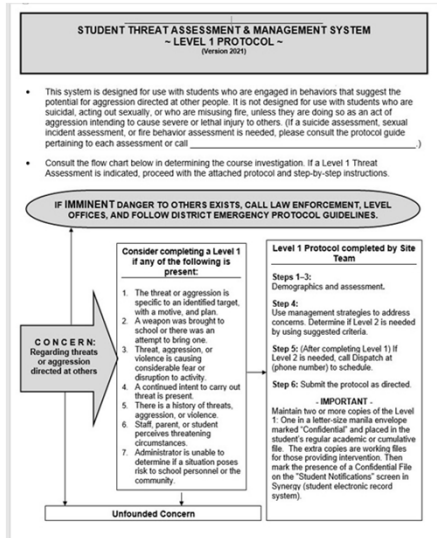 STUDENT THREAT ASSESSMENT & MANAGEMENT SYSTEM
~ LEVEL 1 PROTOCOL ~
(Version 2021)
• This system is designed for use with students who are engaged in behaviors that suggest the
potential for aggression directed at other people. It is not designed for use with students who are
suicidal, acting out sexually, or who are misusing fire, unless they are doing so as an act of
aggression intending to cause severe or lethal injury to others. (If a suicide assessment, sexual
incident assessment, or fire behavior assessment is needed, please consult the protocol guide
pertaining to each assessment or call ______________________________.)
• Consult the flow chart below in determining the course investigation. If a Level 1 Threat
Assessment is indicated, proceed with the attached protocol and step-by-step instructions.
IF IMMINENT DANGER TO OTHERS EXISTS, CALL LAW ENFORCEMENT, LEVEL
OFFICES, AND FOLLOW DISTRICT EMERGENCY PROTOCOL GUIDELINES.
CONCERN:
Regarding threats
or aggression
directed at others
Consider completing a Level 1
if any of the following is
present:
1. The threat or aggression is
specific to an identified target,
with a motive, and plan.
2. A weapon was brought to
school or there was an
attempt to bring one.
3. Threat, aggression, or
violence is causing
considerable fear or
disruption to activity.
4. A continued intent to carry out
threat is present.
5. There is a history of threats,
aggression, or violence.
6. Staff, parent, or student
perceives threatening
circumstances.
7. Administrator is unable to
determine if a situation poses
risk to school personnel or the
community.
Level 1 Protocol completed by Site
Team
Steps 1–3:
Demographics and assessment.
Step 4:
Use management strategies to address
concerns. Determine if Level 2 is needed
by using suggested criteria.
Step 5: (After completing Level 1) If
Level 2 is needed, call Dispatch at
(phone number) to schedule.
Step 6: Submit the protocol as directed.
- IMPORTANT -
Maintain two or more copies of the Level
1: One in a letter-size manila envelope
marked "Confidential" and placed in the
student's regular academic or cumulative
file. The extra copies are working files
for those providing intervention. Then
mark the presence of a Confidential File
on the "Student Notifications" screen in
Synergy (student electronic record
system).
Unfounded Concern